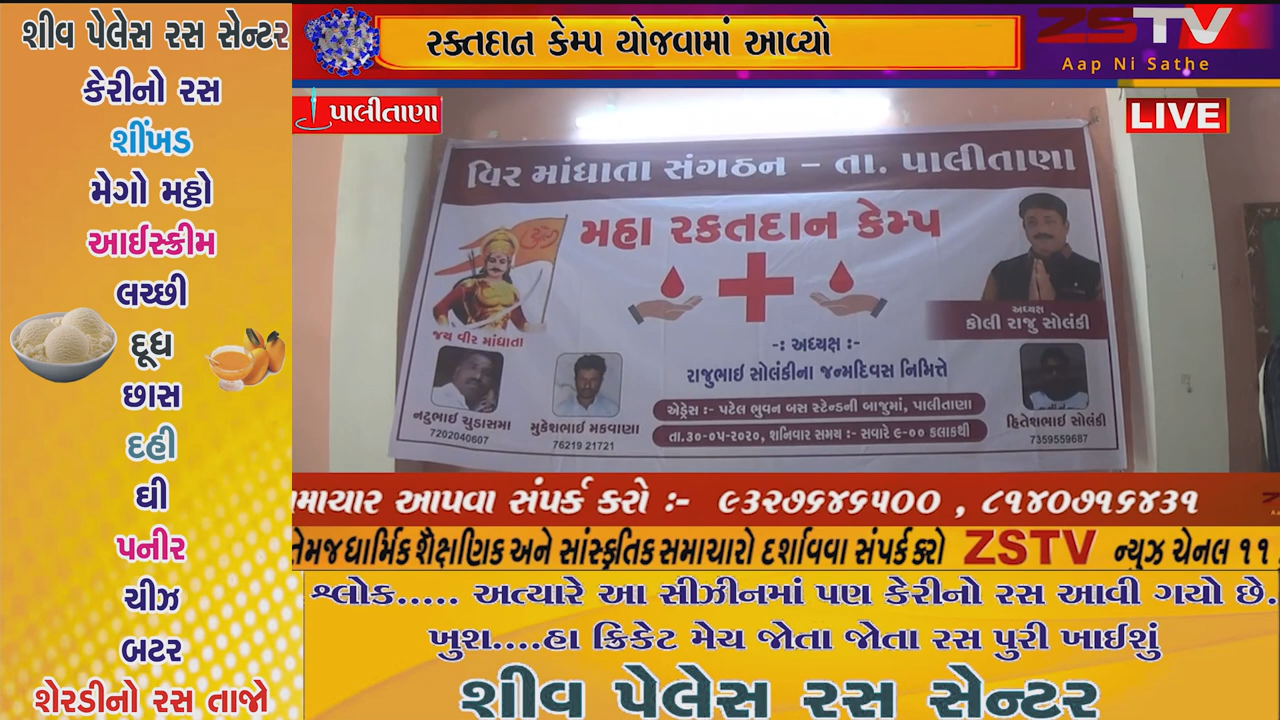 શીવ પેલેસ રસ સેન્ટર
કેરીનો રસ
શીંખડ
મેગો મઠ્ઠો
આઈસ્ક્રીમ
લચ્છી
દૂધ
છાસ
દહી
ઘી
પનીર
ચીઝ
બટર
શેરડીનો રસ તાજો
રક્તદાન કેમ્પ યોજવામાં આવ્યો
ZSTV
Aap Ni Sathe
પાલીતાણા
LIVE
વિર માંધાતા સંગઠન – તા. પાલીતાણા
મહા રક્તદાન કેમ્પ
જય વીર માંધાતા
અધ્યક્ષ
કોલી રાજુ સોલંકી
-: અધ્યક્ષ :-
રાજુભાઈ સોલંકીના જન્મદિવસ નિમિત્તે
એડ્રેસ :- પટેલ ભુવન બસ સ્ટેન્ડની બાજુમાં, પાલીતાણા
તા.૩૦-૦૫-૨૦૨૦, શનિવાર સમય :- સવારે ૯-૦૦ કલાકથી
નટુભાઈ ચુડાસમા
7202040607
મુકેશભાઈ મકવાણા
76219 21721
હિતેશભાઈ સોલંકી
7359559687
માચાર આપવા સંપર્ક કરો :- ૯૩૨૭૬૪૬૫૦૦ , ૮૧૪૦૭૧૬૪૩૧
તેમજ ધાર્મિક શૈક્ષણિક અને સાંસ્કૃતિક સમાચારો દર્શાવવા સંપર્ક કરો ZSTV ન્યૂઝ ચેનલ ૧૧
શ્લોક..... અત્યારે આ સીઝીનમાં પણ કેરીનો રસ આવી ગયો છે.
ખુશ....હા ક્રિકેટ મેચ જોતા જોતા રસ પુરી ખાઈશું
શીવ પેલેસ રસ સેન્ટર